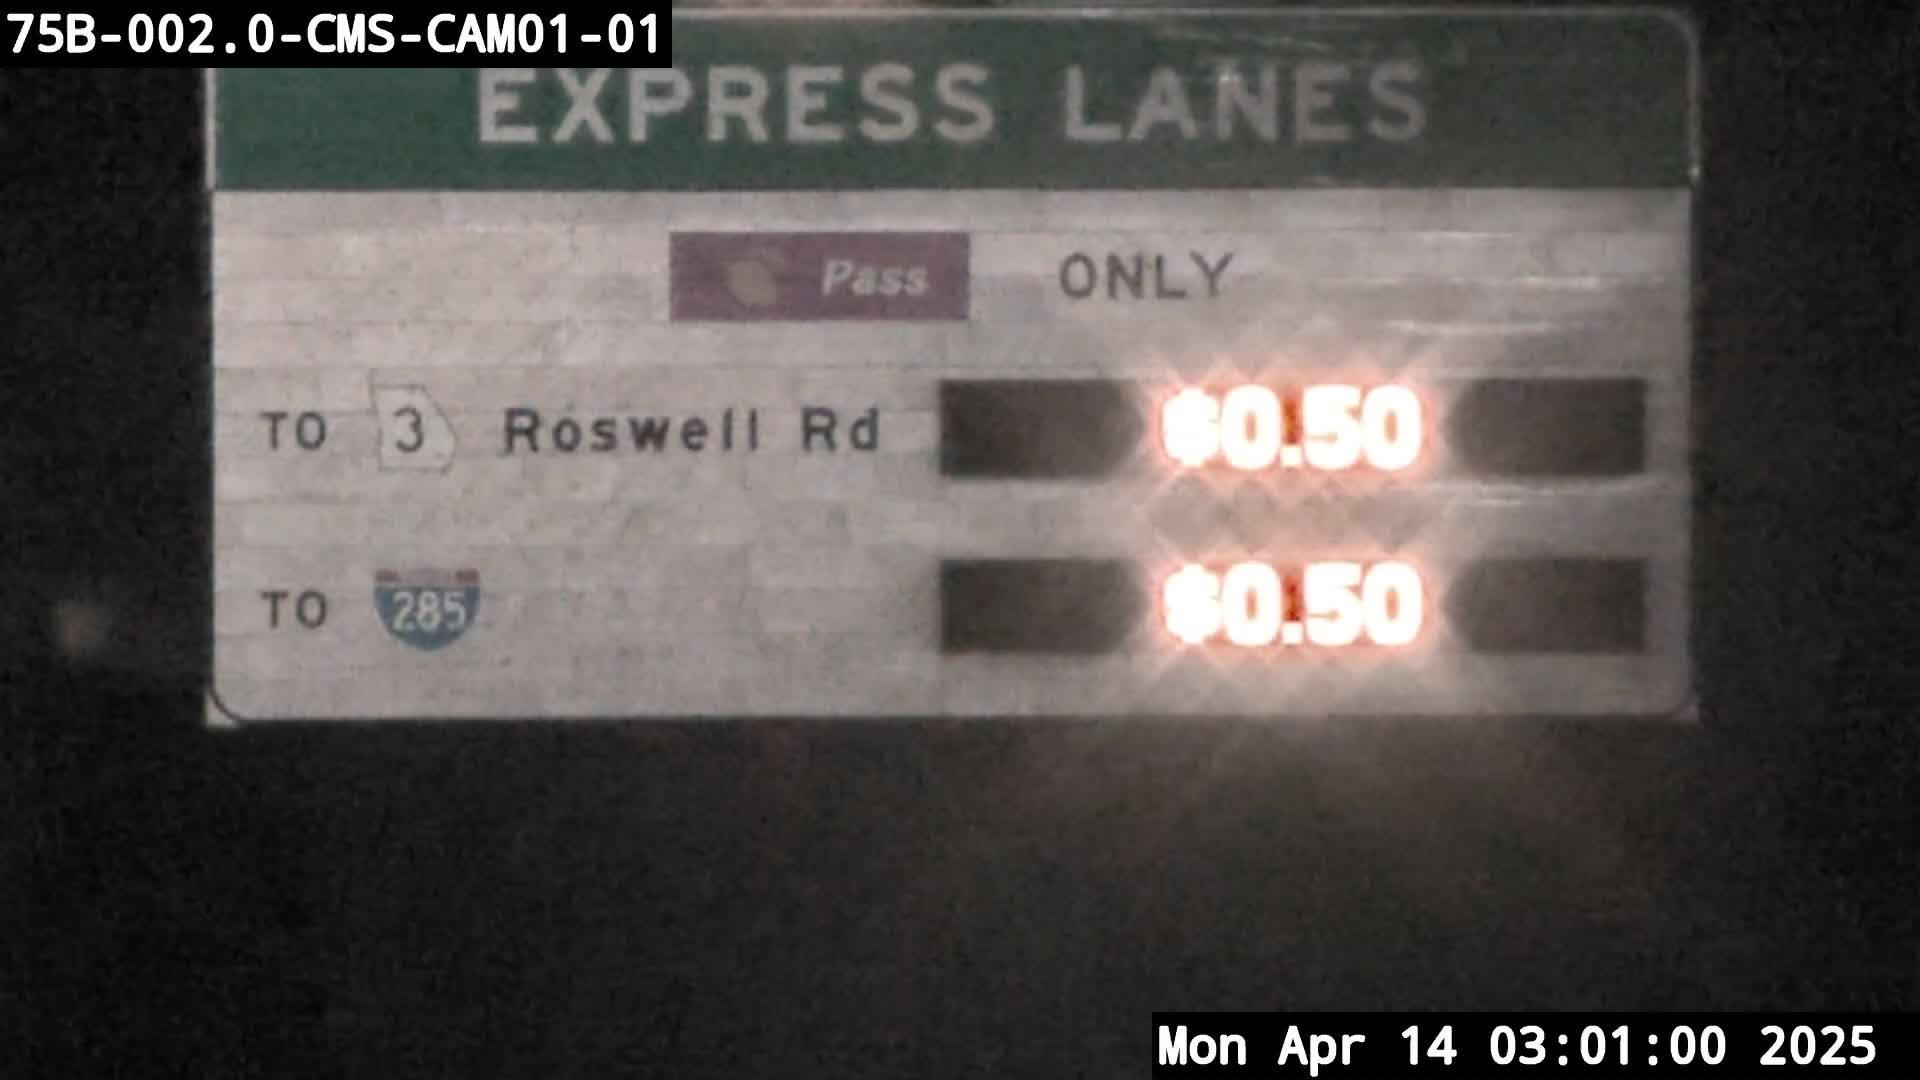 75B-002.0-CMS-CAM01-01
EXPRESS LANES
Pass ONLY
TO 3 Roswell Rd $0.50
TO 285 $0.50
Mon Apr 14 03:01:00 2025